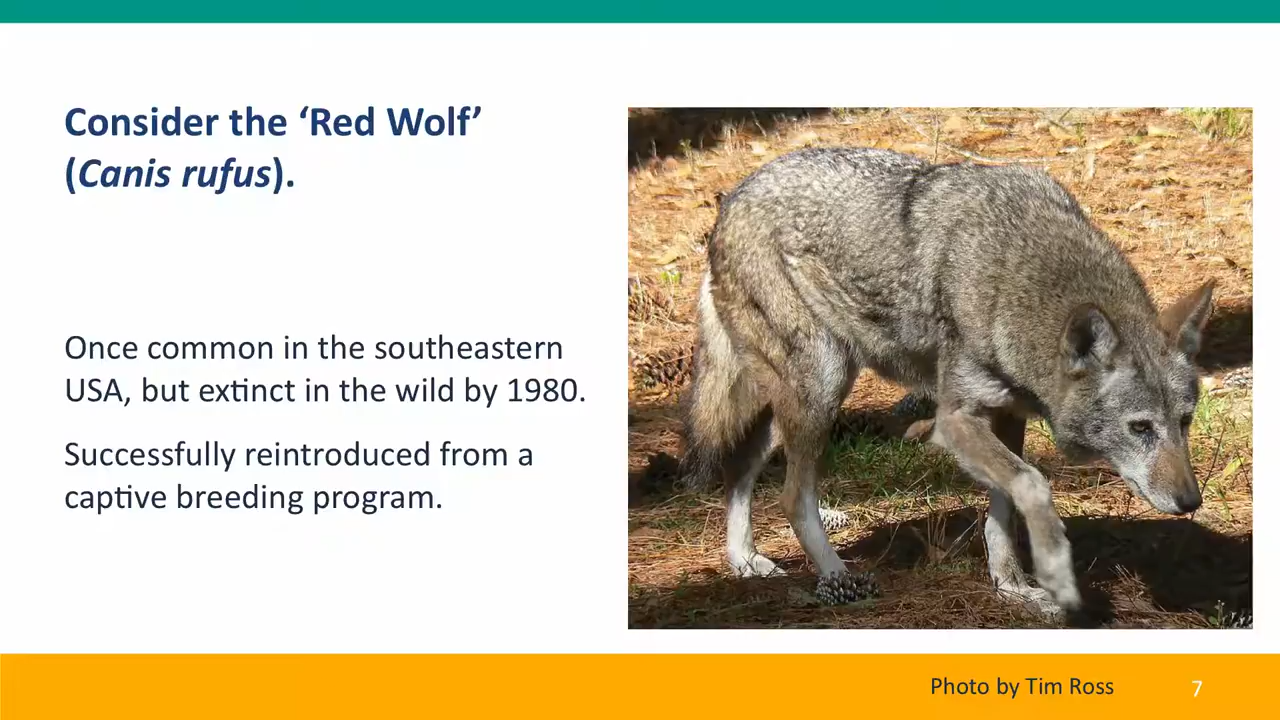 Consider the ‘Red Wolf’
(Canis rufus).
Once common in the southeastern
USA, but extinct in the wild by 1980.
Successfully reintroduced from a
captive breeding program.
Photo by Tim Ross
7